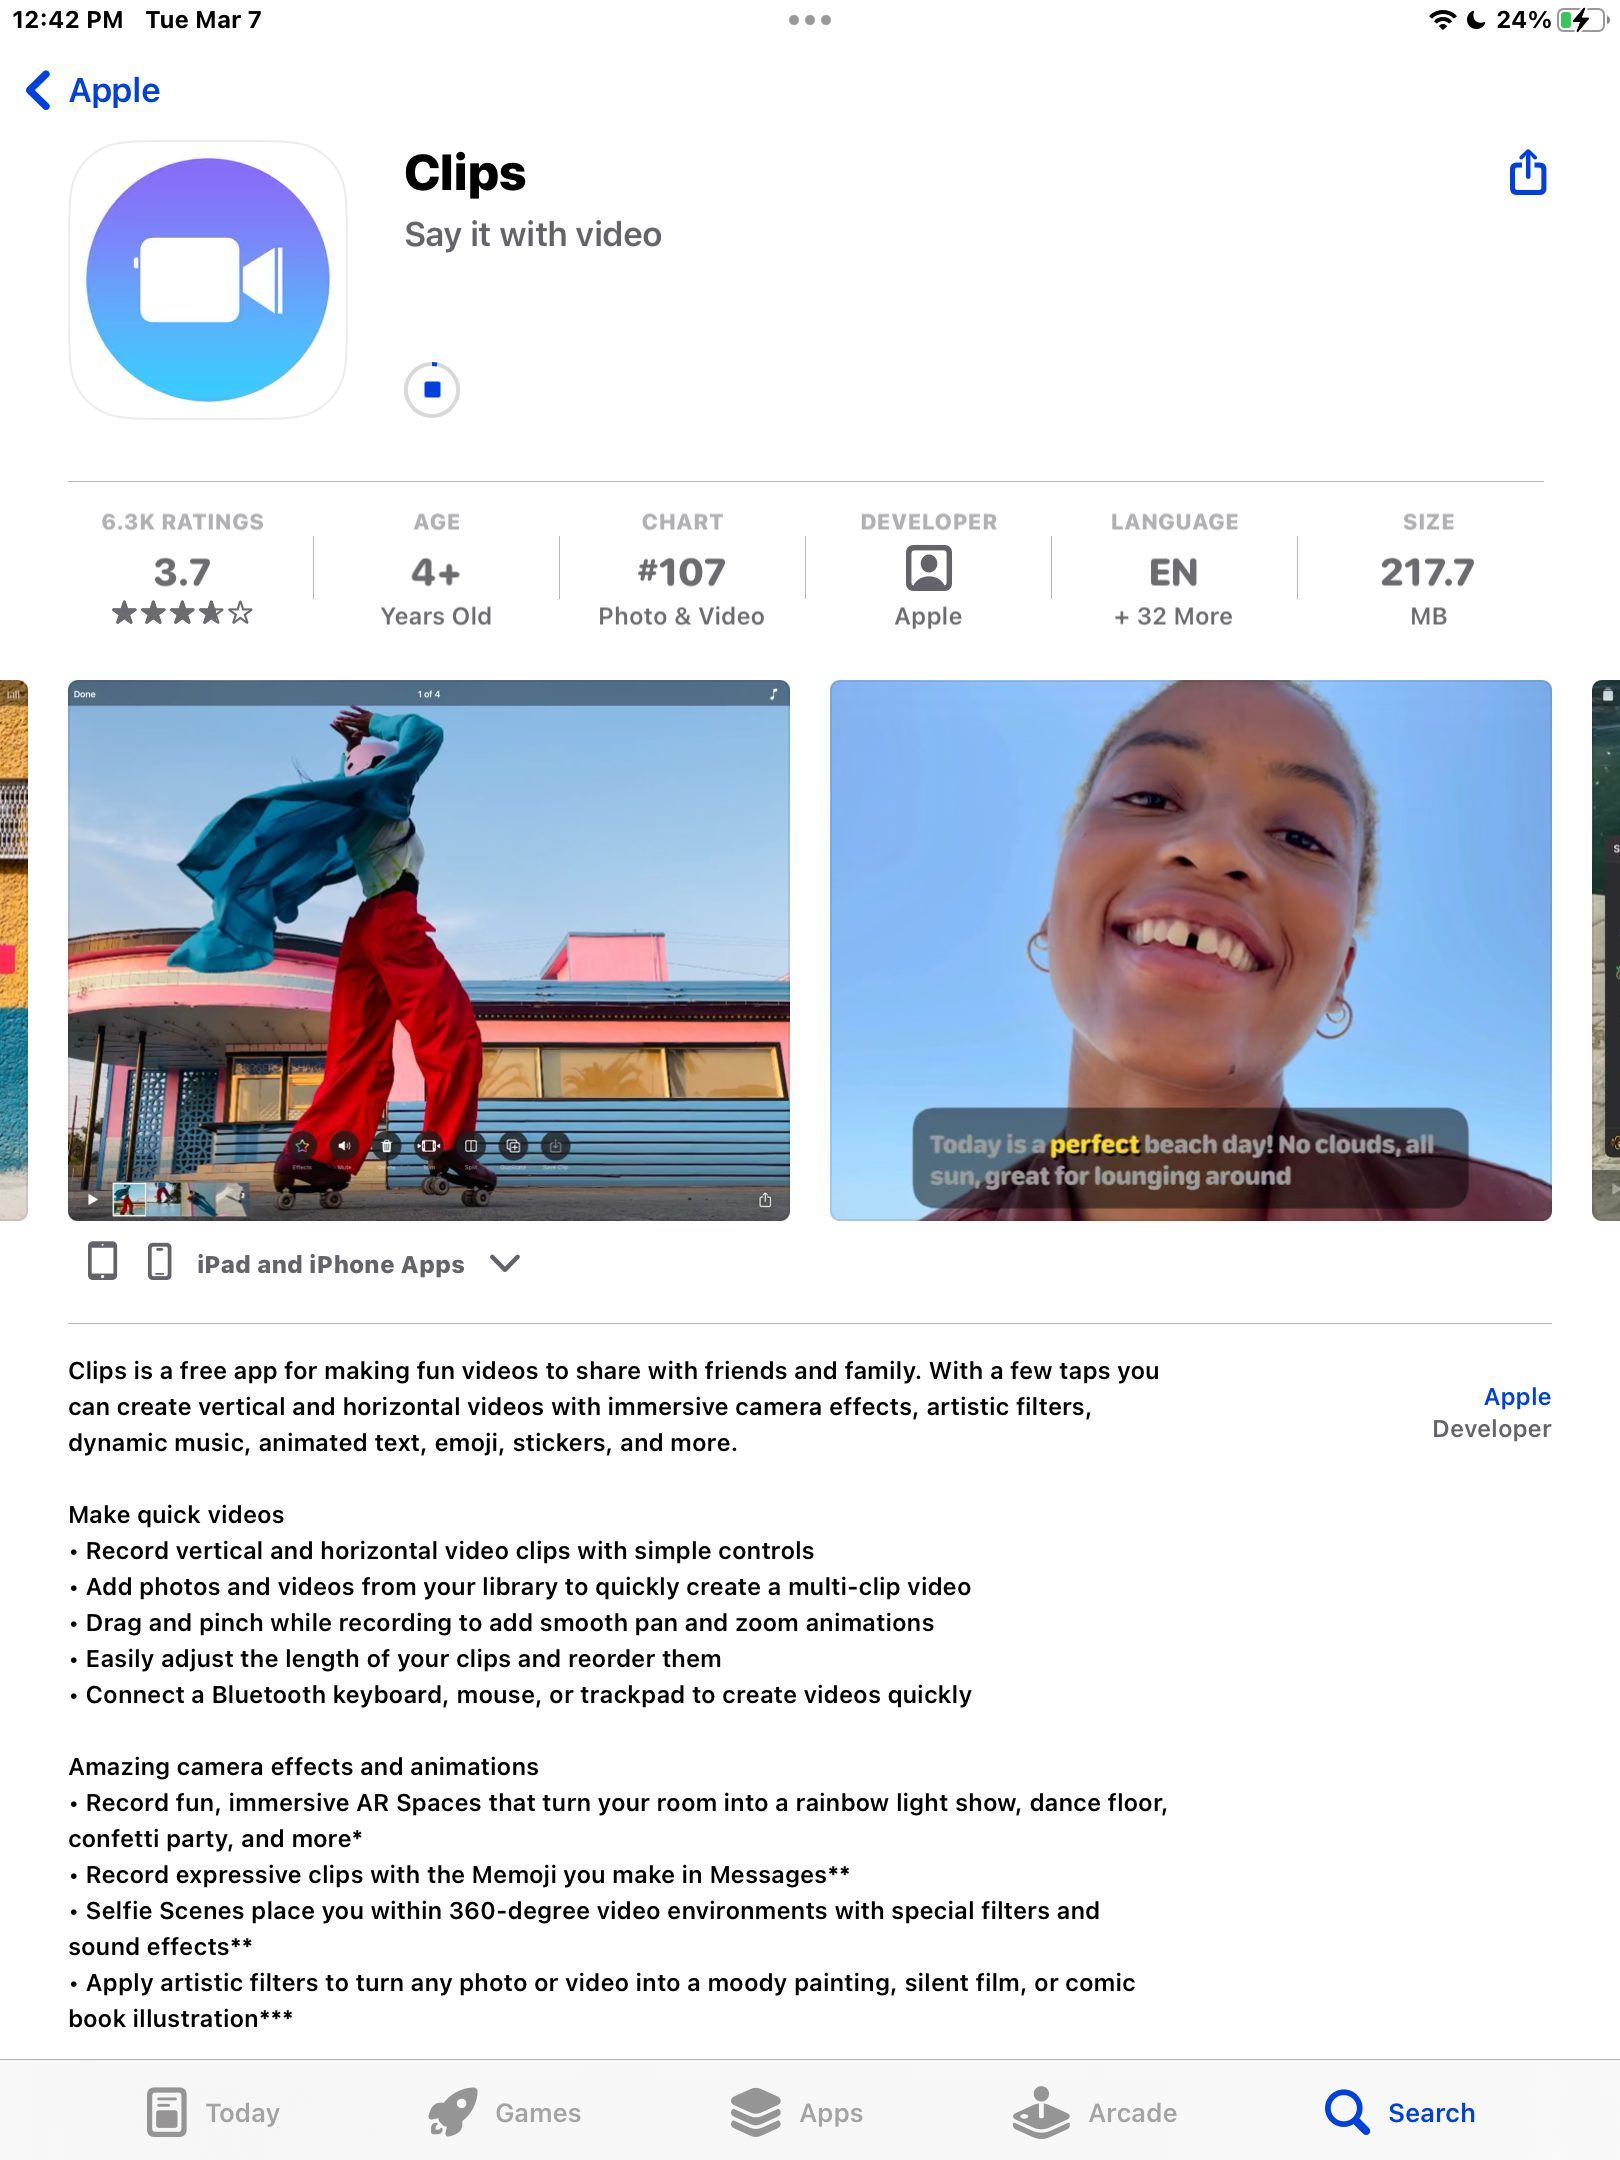 12:42 PM Tue Mar 7
24%
Apple
Clips
Say it with video
6.3K RATINGS
3.7
AGE
4+
Years Old
CHART
#107
Photo & Video
DEVELOPER
Apple
LANGUAGE
EN
+ 32 More
SIZE
217.7
MB
Done
1 of 4
Effects
Mute
Split
Duplicate
Save Clip
Today is a perfect beach day! No clouds, all
sun, great for lounging around
iPad and iPhone Apps
Clips is a free app for making fun videos to share with friends and family. With a few taps you
can create vertical and horizontal videos with immersive camera effects, artistic filters,
dynamic music, animated text, emoji, stickers, and more.
Apple
Developer
Make quick videos
• Record vertical and horizontal video clips with simple controls
• Add photos and videos from your library to quickly create a multi-clip video
• Drag and pinch while recording to add smooth pan and zoom animations
• Easily adjust the length of your clips and reorder them
• Connect a Bluetooth keyboard, mouse, or trackpad to create videos quickly
Amazing camera effects and animations
• Record fun, immersive AR Spaces that turn your room into a rainbow light show, dance floor,
confetti party, and more*
• Record expressive clips with the Memoji you make in Messages**
• Selfie Scenes place you within 360-degree video environments with special filters and
sound effects**
• Apply artistic filters to turn any photo or video into a moody painting, silent film, or comic
book illustration***
Today
Games
Apps
Arcade
Search